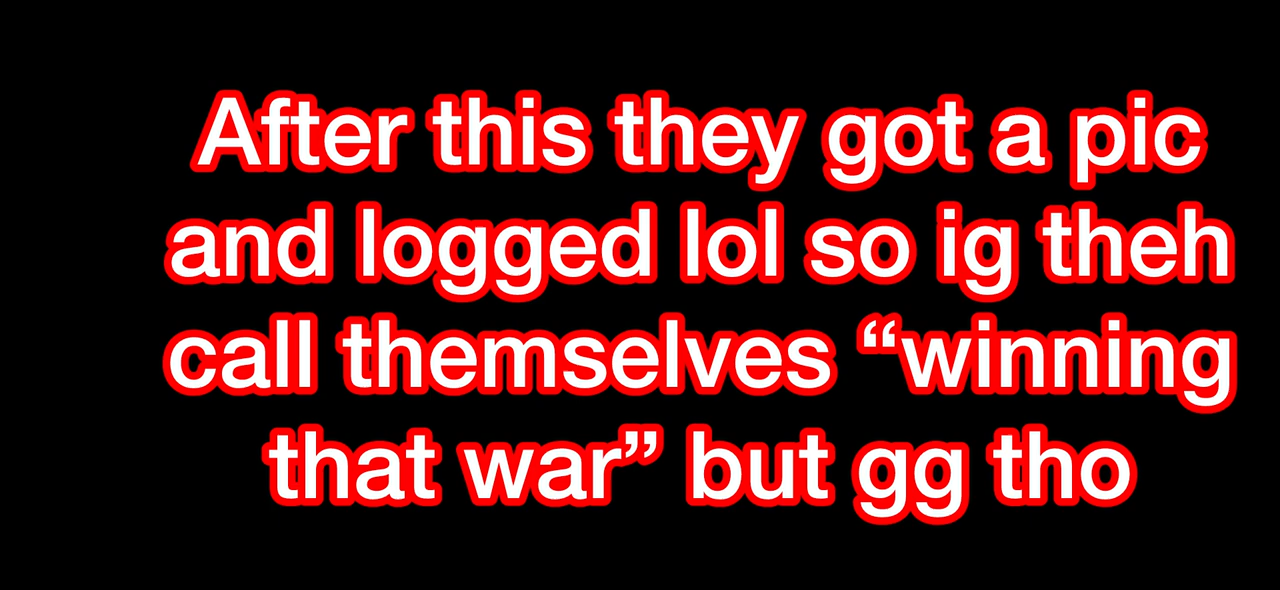 After this they got a pic
and logged lol so ig theh
call themselves “winning
that war” but gg tho